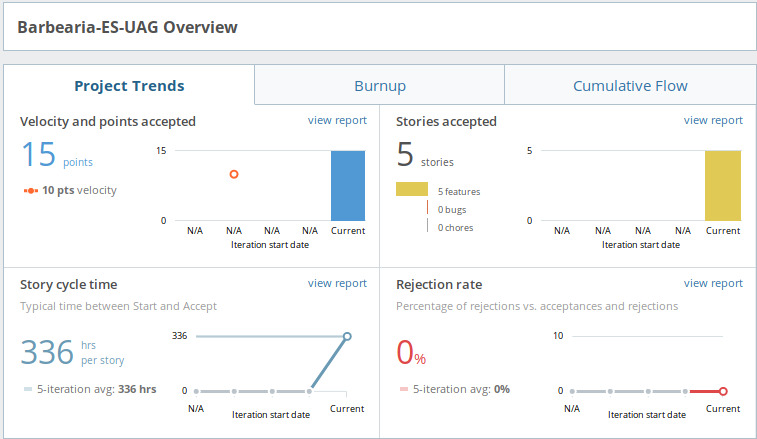 Barbearia-ES-UAG Overview
Project Trends
Burnup
Cumulative Flow
Velocity and points accepted
view report
15 points
10 pts velocity
15
0
N/A N/A N/A N/A Current
Iteration start date
Stories accepted
view report
5 stories
5 features
0 bugs
0 chores
5
0
N/A N/A N/A N/A Current
Iteration start date
Story cycle time
view report
Typical time between Start and Accept
336 hrs
per story
5-iteration avg: 336 hrs
336
0
N/A Current
Iteration start date
Rejection rate
view report
Percentage of rejections vs. acceptances and rejections
0%
5-iteration avg: 0%
10
0
N/A Current
Iteration start date